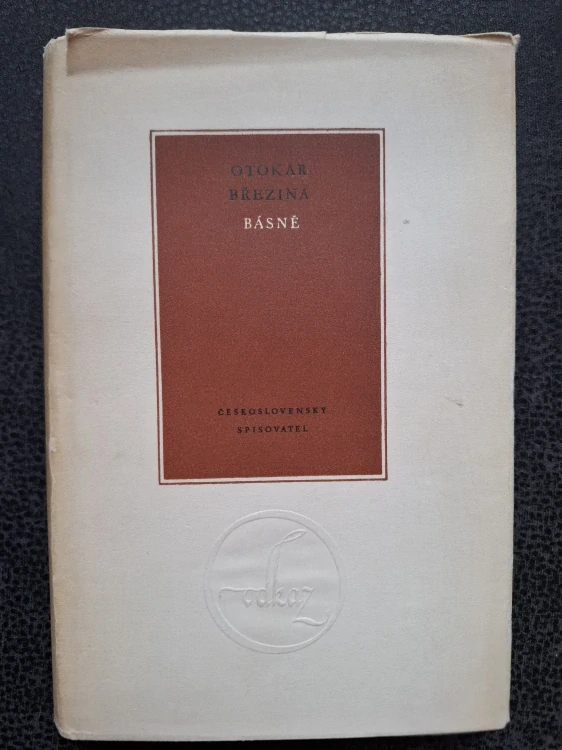 OTOKAR
BŘEZINA
BÁSNĚ
ČESKOSLOVENSKÝ
SPISOVATEL
odkaz